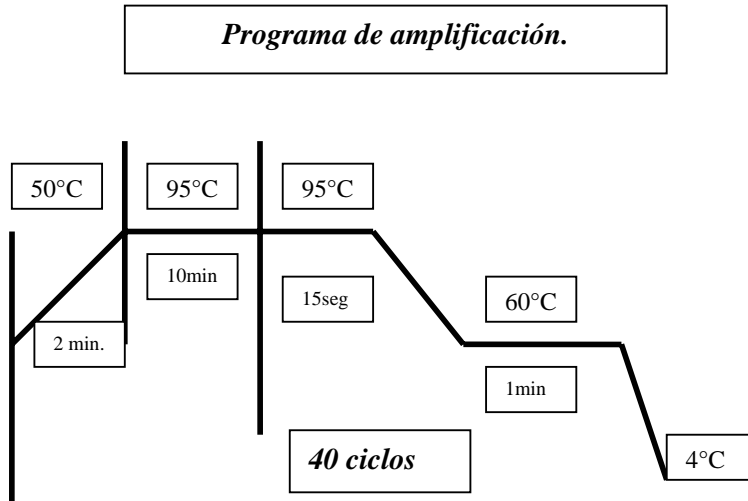 Programa de amplificación.
50°C
95°C
95°C
10min
15seg
60°C
2 min.
1min
40 ciclos
4°C